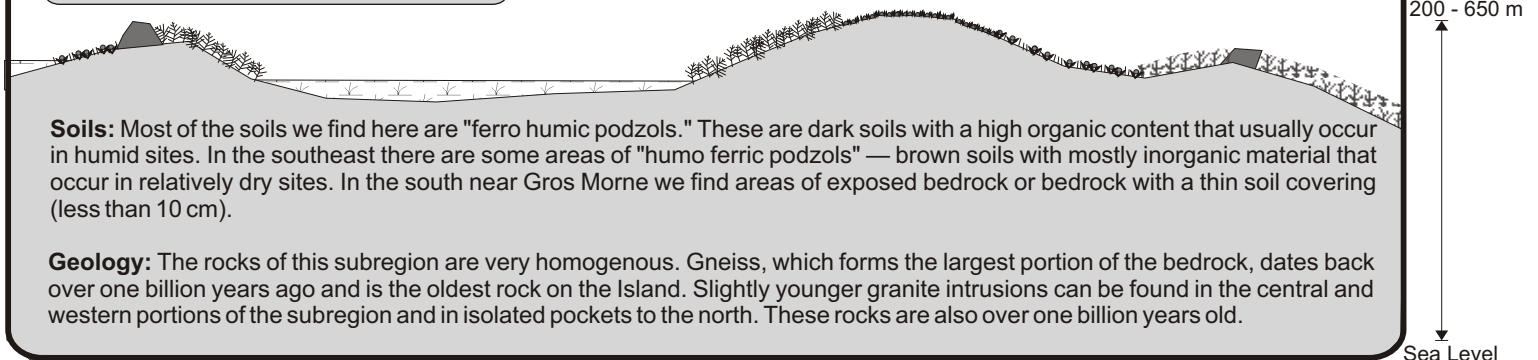 200 - 650 m
Soils: Most of the soils we find here are "ferro humic podzols." These are dark soils with a high organic content that usually occur
in humid sites. In the southeast there are some areas of "humo ferric podzols" — brown soils with mostly inorganic material that
occur in relatively dry sites. In the south near Gros Morne we find areas of exposed bedrock or bedrock with a thin soil covering
(less than 10 cm).
Geology: The rocks of this subregion are very homogenous. Gneiss, which forms the largest portion of the bedrock, dates back
over one billion years ago and is the oldest rock on the Island. Slightly younger granite intrusions can be found in the central and
western portions of the subregion and in isolated pockets to the north. These rocks are also over one billion years old.
Sea Level